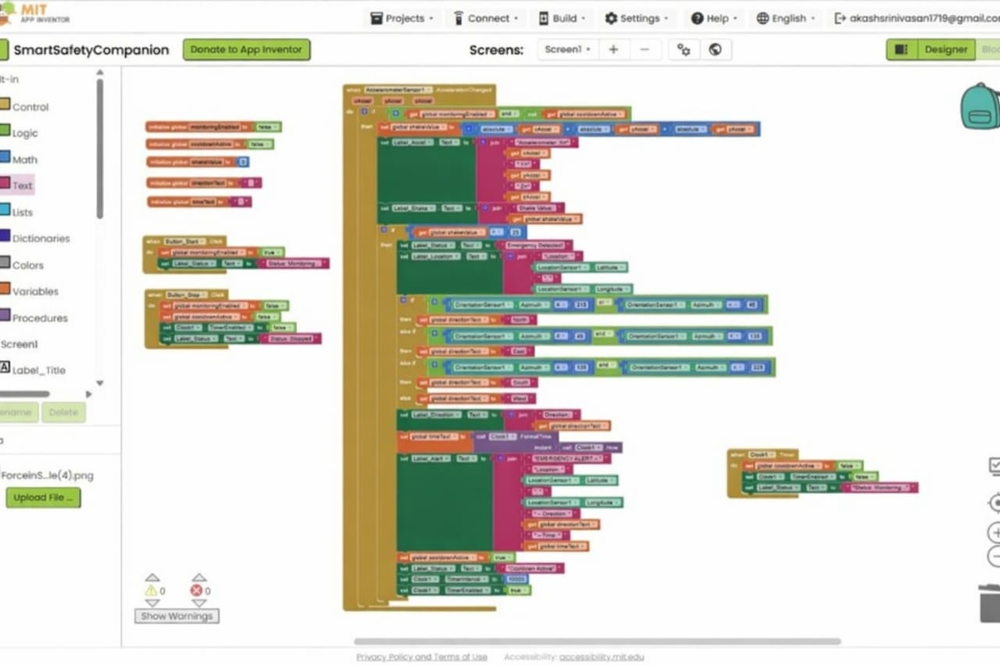 MIT
APP INVENTOR
Projects
Connect
Build
Settings
Help
English
akashsrinivasan1719@gmail.co
SmartSafetyCompanion
Donate to App Inventor
Screens:
Screen1
Designer
Bloc
lt-in
Control
Logic
Math
Text
Lists
Dictionaries
Colors
Variables
Procedures
Screen1
Label_Title
ename
Delete
ForceinS...le(4).png
Upload File ...
initialize global monitoringEnabled to false
initialize global cooldownActive to false
initialize global shakeValue to 0
initialize global directionText to " "
initialize global timeText to " "
when Button_Start .Click
do set global monitoringEnabled to true
set Label_Status . Text to "Status: Monitoring..."
when Button_Stop .Click
do set global monitoringEnabled to false
set global cooldownActive to false
set Clock1 . TimerEnabled to false
set Label_Status . Text to "Status: Stopped"
when AccelerometerSensor1 .AccelerationChanged
xAccel yAccel zAccel
do if get global monitoringEnabled and not get global cooldownActive
then set global shakeValue to absolute get xAccel + absolute get yAccel + absolute get zAccel
set Label_Accel . Text to join
get xAccel
get yAccel
get zAccel
set Label_Shake . Text to join "Shake Value:"
get global shakeValue
if get global shakeValue 25
then set Label_Status . Text to "Emergency Detected!"
set Label_Location . Text to join "Location:"
LocationSensor1 . Latitude
LocationSensor1 . Longitude
if OrientationSensor1 . Azimuth 315 or OrientationSensor1 . Azimuth 45
then set global directionText to "North"
else if OrientationSensor1 . Azimuth 45 and OrientationSensor1 . Azimuth 135
then set global directionText to "East"
else if OrientationSensor1 . Azimuth 135 and OrientationSensor1 . Azimuth 225
then set global directionText to "South"
else set global directionText to "West"
set Label_Direction . Text to join "Direction:"
get global directionText
set global timeText to call Clock1 .FormatTime
instant call Clock1 .Now
set Label_Alert . Text to join "EMERGENCY ALERT
"Location:"
LocationSensor1 . Latitude
LocationSensor1 . Longitude
Direction:
get global directionText
Time:
get global timeText
set global cooldownActive to true
set Label_Status . Text to "Cooldown Active"
set Clock1 . TimerInterval to 10000
set Clock1 . TimerEnabled to true
when Clock1 .Timer
do set global cooldownActive to false
set Clock1 . TimerEnabled to false
set Label_Status . Text to "Status: Monitoring..."
0
0
Show Warnings
Privacy Policy and Terms of Use
Accessibility: accessibility.mit.edu